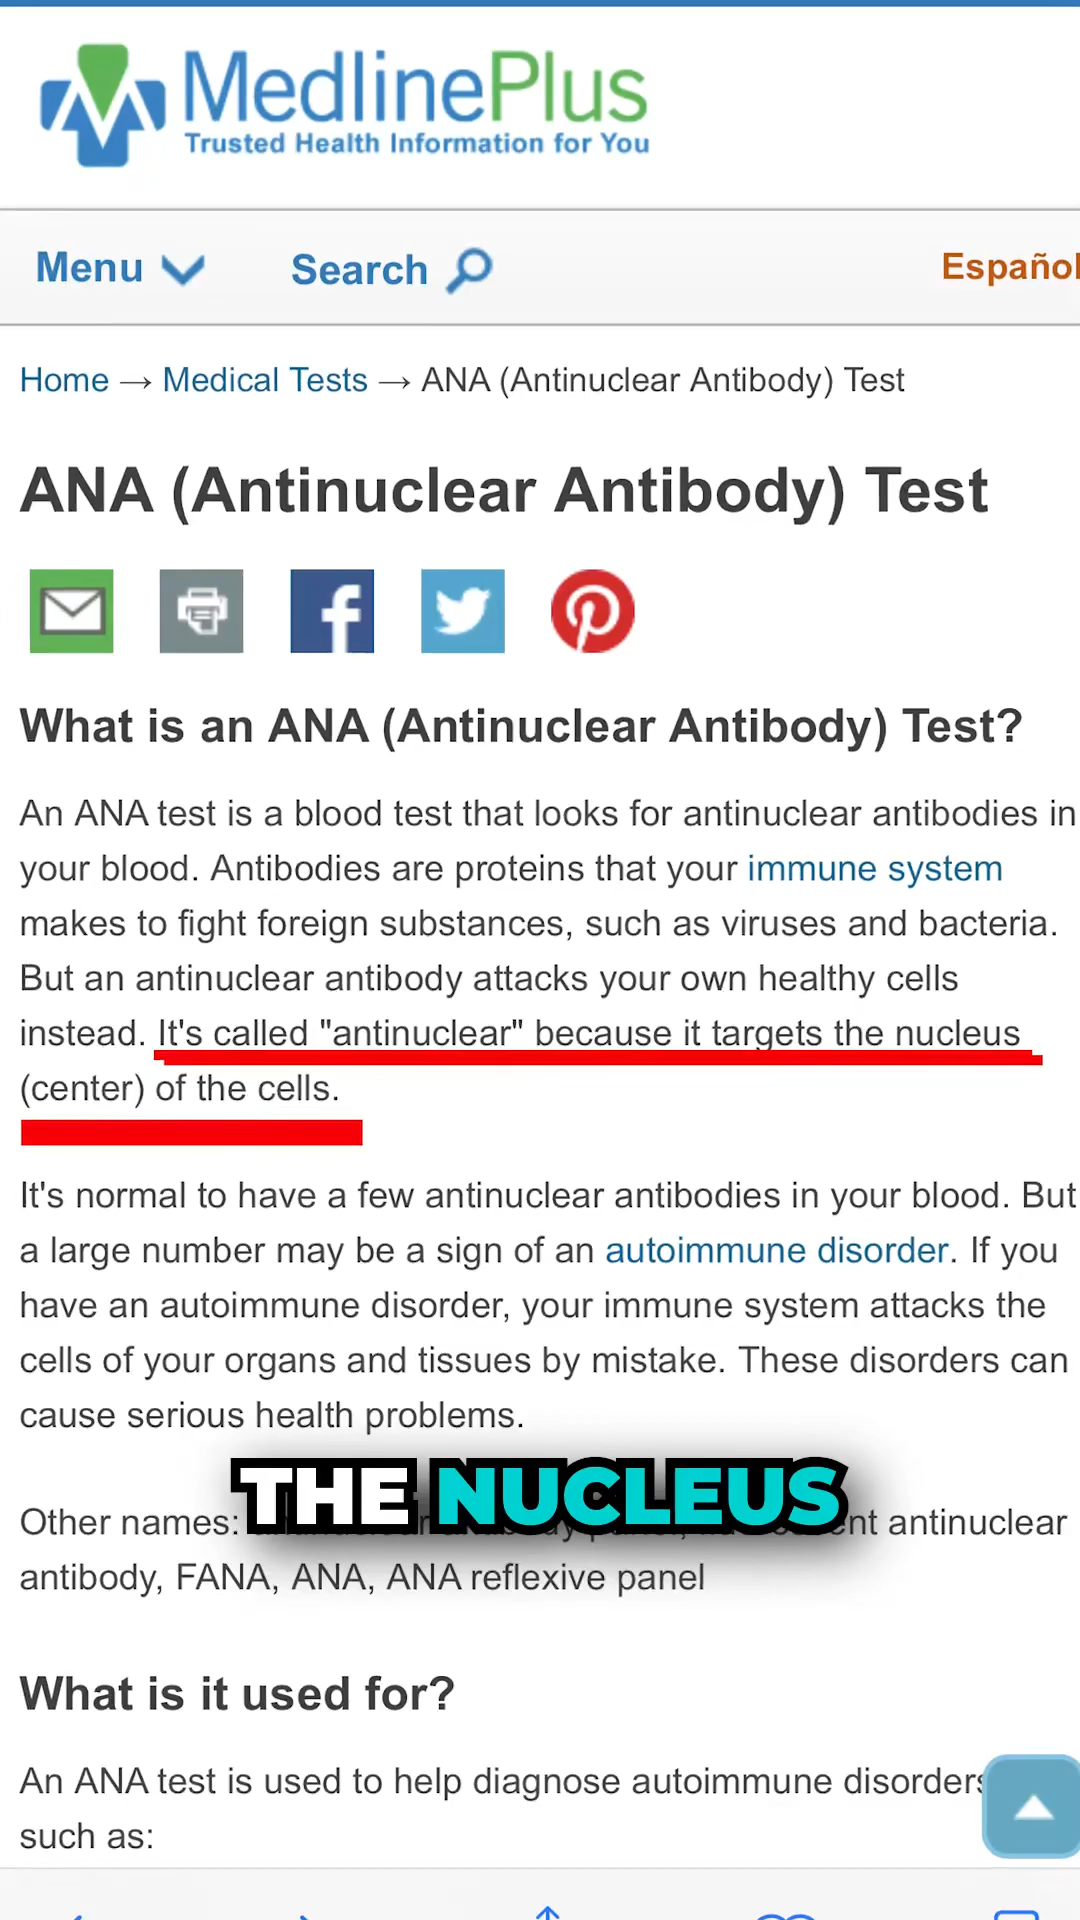 MedlinePlus
Trusted Health Information for You
Menu Search Español
Home → Medical Tests → ANA (Antinuclear Antibody) Test
ANA (Antinuclear Antibody) Test
What is an ANA (Antinuclear Antibody) Test?
An ANA test is a blood test that looks for antinuclear antibodies in
your blood. Antibodies are proteins that your immune system
makes to fight foreign substances, such as viruses and bacteria.
But an antinuclear antibody attacks your own healthy cells
instead. It's called "antinuclear" because it targets the nucleus
(center) of the cells.
It's normal to have a few antinuclear antibodies in your blood. But
a large number may be a sign of an autoimmune disorder. If you
have an autoimmune disorder, your immune system attacks the
cells of your organs and tissues by mistake. These disorders can
cause serious health problems.
THE NUCLEUS
Other names: antinuclear
antibody, FANA, ANA, ANA reflexive panel
What is it used for?
An ANA test is used to help diagnose autoimmune disorders
such as: